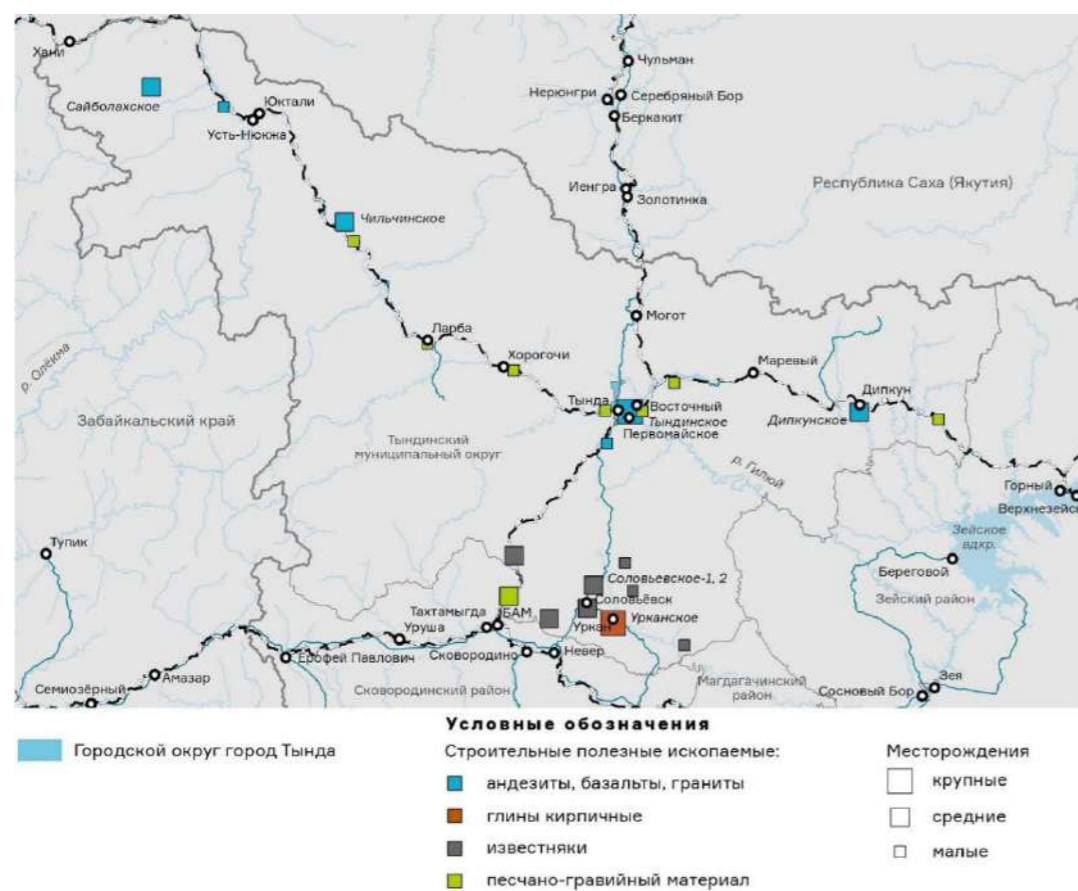 Хани
Чульман
Нерюнгри
Серебряный Бор
Беркакит
Сайболахское
Юктали
Усть-Нюкжа
Иенгра
Золотинка
Республика Саха (Якутия)
Чильчинское
Могот
Ларба
Хорогочи
Маревый
р. Олёкма
Забайкальский край
Тында
Восточный
Тындинское
Первомайское
Дипкун
Дипкунское
Тындинский
муниципальный округ
р. Гилюй
Горный
Верхнезейск
Зейское
вдхр.
Тупик
Береговой
Зейский район
Соловьевское-1, 2
Соловьёвск
Уркан
Урканское
Тахтамыгда
БАМ
Уруша
Ерофей Павлович
Сковородино
Невер
Амазар
Семиозёрный
Сковородинский район
Магдагачинский
район
Зея
Сосновый Бор
Условные обозначения
Городской округ город Тында
Строительные полезные ископаемые:
андезиты, базальты, граниты
глины кирпичные
известняки
песчано-гравийный материал
Месторождения
крупные
средние
малые